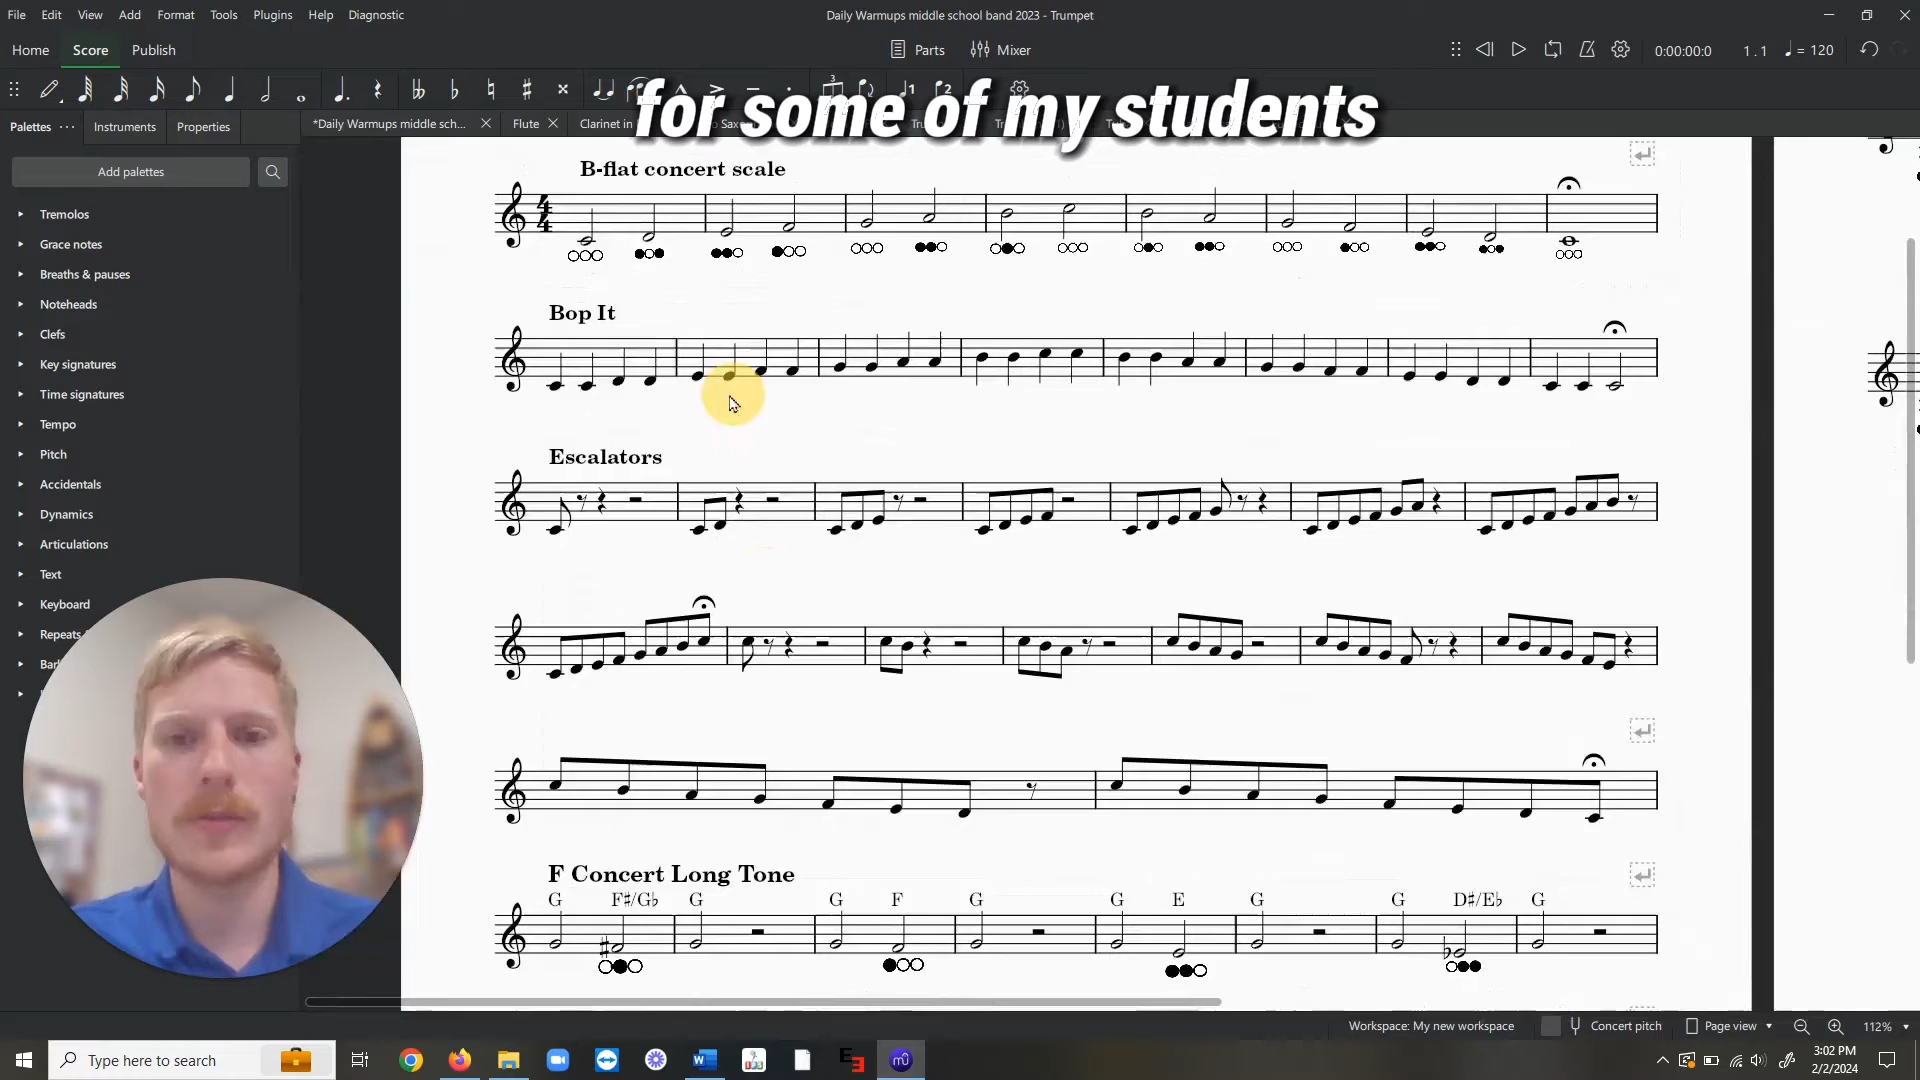 File Edit View Add Format Tools Plugins Help Diagnostic
Daily Warmups middle school band 2023 - Trumpet
Home Score Publish
Parts Mixer
0:00:00:0 1 . 1 = 120
for some of my students
Palettes Instruments Properties
*Daily Warmups middle sch... Flute Clarinet in
Add palettes
Tremolos
Grace notes
Breaths & pauses
Noteheads
Clefs
Key signatures
Time signatures
Tempo
Pitch
Accidentals
Dynamics
Articulations
Text
Keyboard
B-flat concert scale
Bop It
Escalators
F Concert Long Tone
G F♯/G♭ G G F G G E G G D♯/E♭ G
Workspace: My new workspace Concert pitch Page view 112%
Type here to search
3:02 PM
2/2/2024